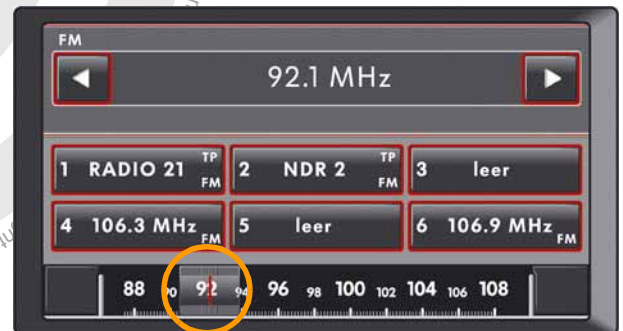 FM
92.1 MHz
1 RADIO 21 TP FM 2 NDR 2 TP FM 3 leer
4 106.3 MHz FM 5 leer 6 106.9 MHz FM
88 90 92 94 96 98 100 102 104 106 108